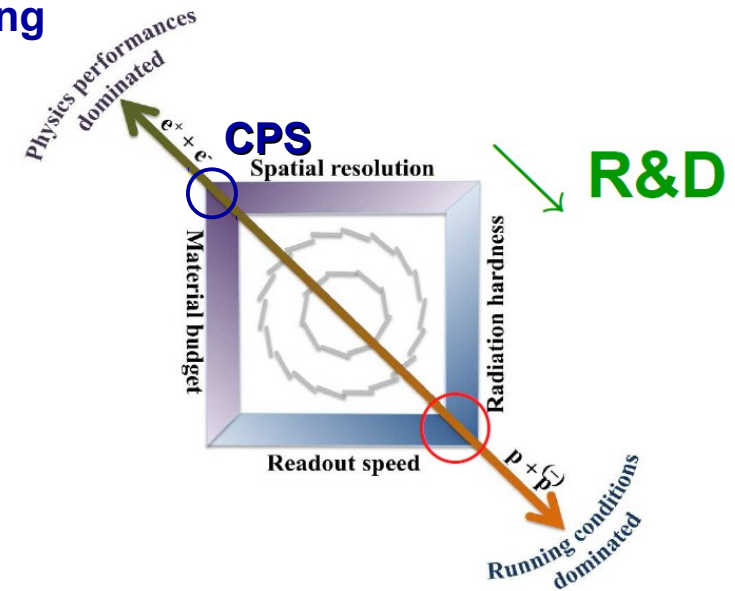 ng
Physics performances
dominated
e⁺ + e⁻
CPS
Spatial resolution
R&D
Material budget
Radiation hardness
Readout speed
p + p⁽⁻⁾
Running conditions
dominated